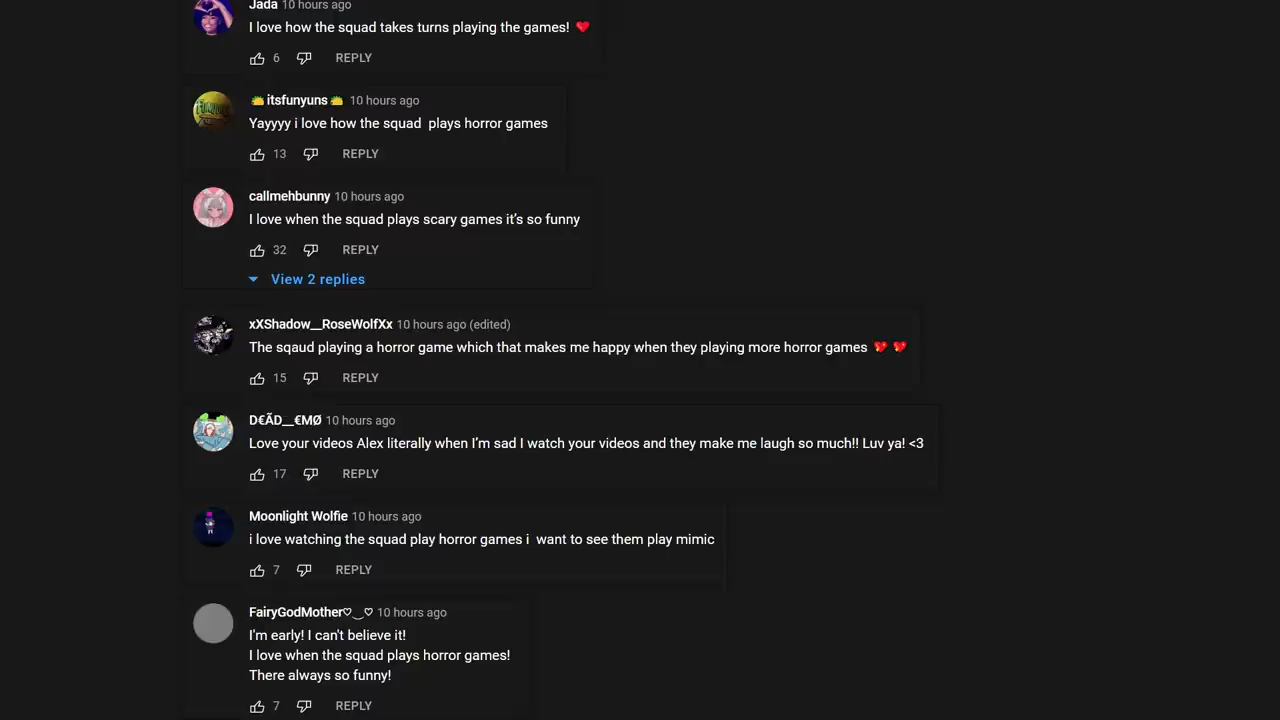 Jada 10 hours ago
I love how the squad takes turns playing the games! ❤️
6 REPLY
🌮itsfunyuns🌮 10 hours ago
Yayyyy i love how the squad  plays horror games
13 REPLY
callmehbunny 10 hours ago
I love when the squad plays scary games it's so funny
32 REPLY
View 2 replies
xXShadow__RoseWolfXx 10 hours ago (edited)
The sqaud playing a horror game which that makes me happy when they playing more horror games 💖 💖
15 REPLY
D€ÃD__€MØ 10 hours ago
Love your videos Alex literally when I'm sad I watch your videos and they make me laugh so much!! Luv ya! <3
17 REPLY
Moonlight Wolfie 10 hours ago
i love watching the squad play horror games i  want to see them play mimic
7 REPLY
FairyGodMother♡‿♡ 10 hours ago
I'm early! I can't believe it!
I love when the squad plays horror games!
There always so funny!
7 REPLY